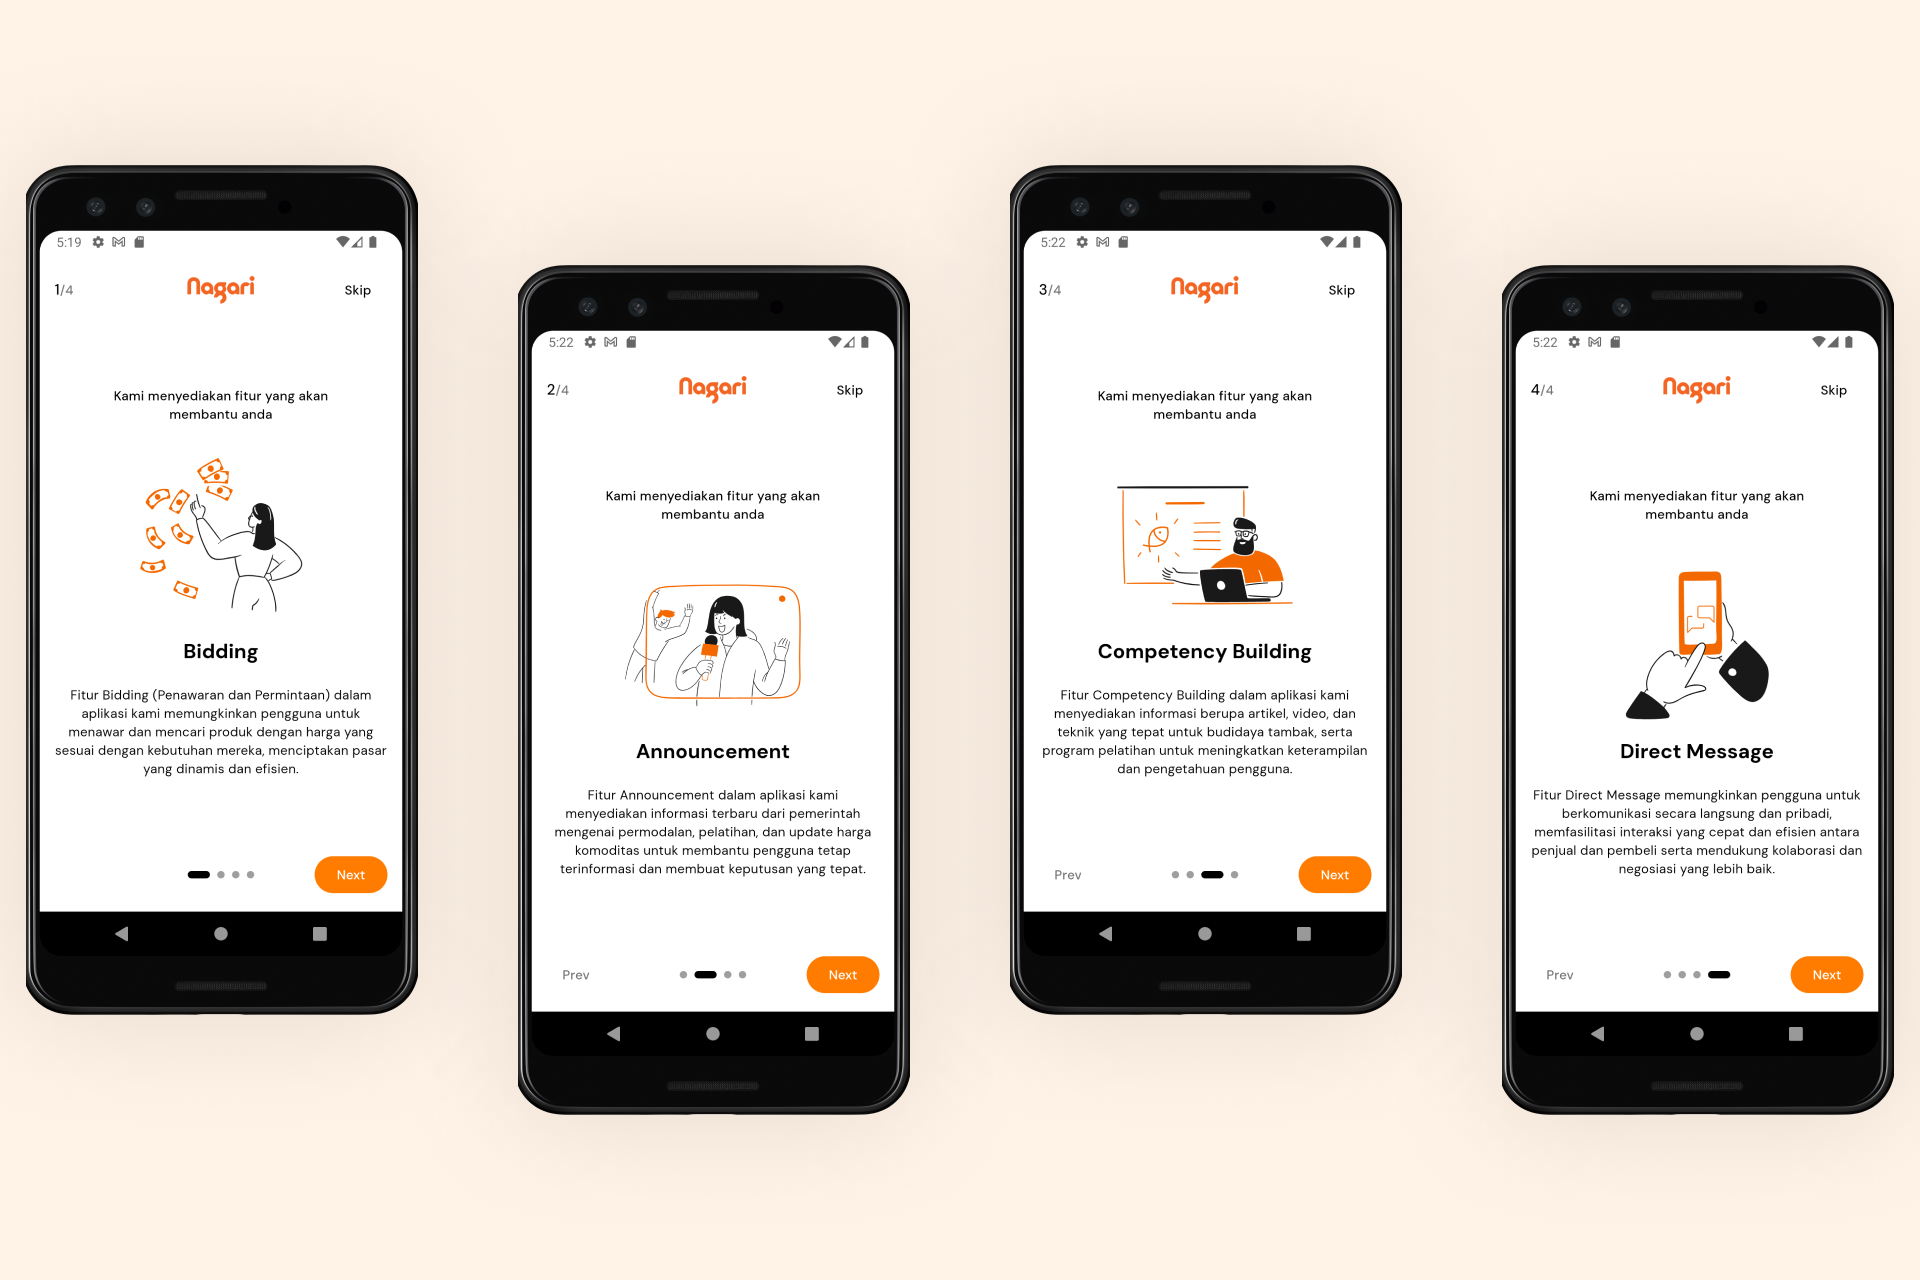 5:19
1/4
Nagari
Skip
Kami menyediakan fitur yang akan
membantu anda
Bidding
Fitur Bidding (Penawaran dan Permintaan) dalam
aplikasi kami memungkinkan pengguna untuk
menawar dan mencari produk dengan harga yang
sesuai dengan kebutuhan mereka, menciptakan pasar
yang dinamis dan efisien.
Next
5:22
2/4
Nagari
Skip
Kami menyediakan fitur yang akan
membantu anda
Announcement
Fitur Announcement dalam aplikasi kami
menyediakan informasi terbaru dari pemerintah
mengenai permodalan, pelatihan, dan update harga
komoditas untuk membantu pengguna tetap
terinformasi dan membuat keputusan yang tepat.
Prev
Next
5:22
3/4
Nagari
Skip
Kami menyediakan fitur yang akan
membantu anda
Competency Building
Fitur Competency Building dalam aplikasi kami
menyediakan informasi berupa artikel, video, dan
teknik yang tepat untuk budidaya tambak, serta
program pelatihan untuk meningkatkan keterampilan
dan pengetahuan pengguna.
Prev
Next
5:22
4/4
Nagari
Skip
Kami menyediakan fitur yang akan
membantu anda
Direct Message
Fitur Direct Message memungkinkan pengguna untuk
berkomunikasi secara langsung dan pribadi,
memfasilitasi interaksi yang cepat dan efisien antara
penjual dan pembeli serta mendukung kolaborasi dan
negosiasi yang lebih baik.
Prev
Next